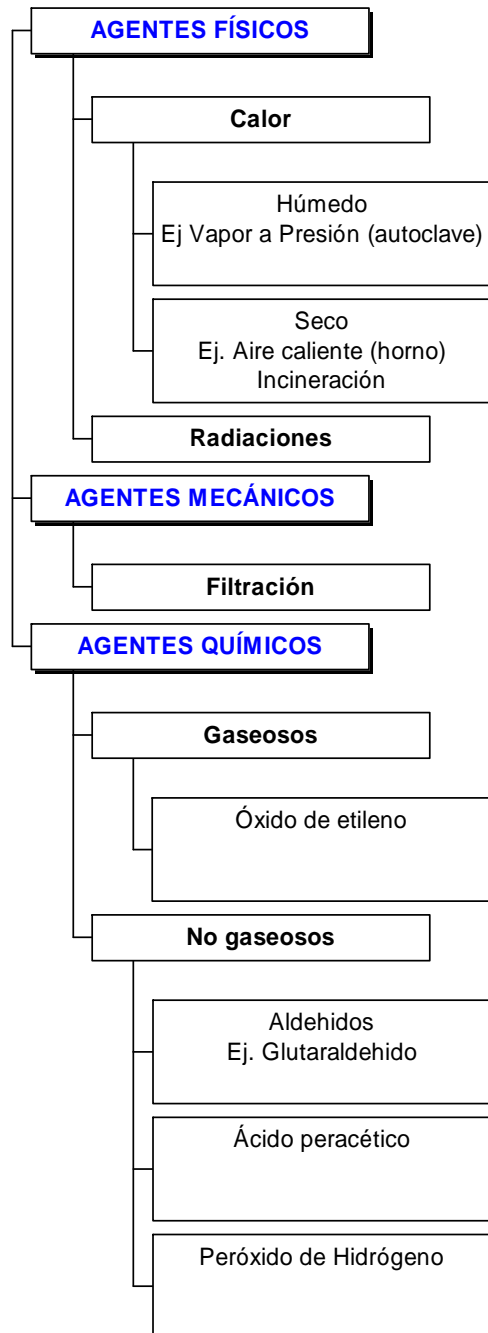 AGENTES FÍSICOS
Calor
Húmedo
Ej Vapor a Presión (autoclave)
Seco
Ej. Aire caliente (horno)
Incineración
Radiaciones
AGENTES MECÁNICOS
Filtración
AGENTES QUÍMICOS
Gaseosos
Óxido de etileno
No gaseosos
Aldehidos
Ej. Glutaraldehido
Ácido peracético
Peróxido de Hidrógeno